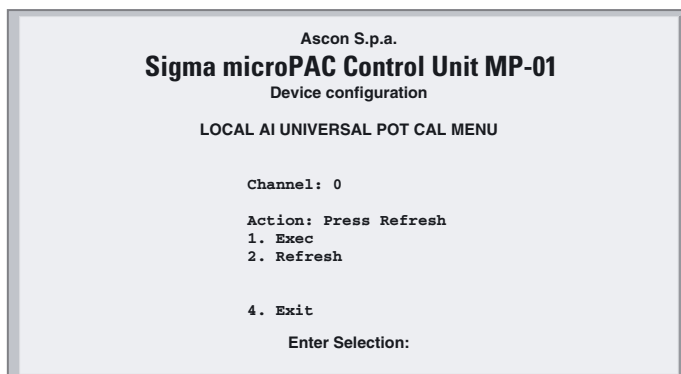 Ascon S.p.a.
Sigma microPAC Control Unit MP-01
Device configuration
LOCAL AI UNIVERSAL POT CAL MENU
Channel: 0
Action: Press Refresh
1. Exec
2. Refresh
4. Exit
Enter Selection: